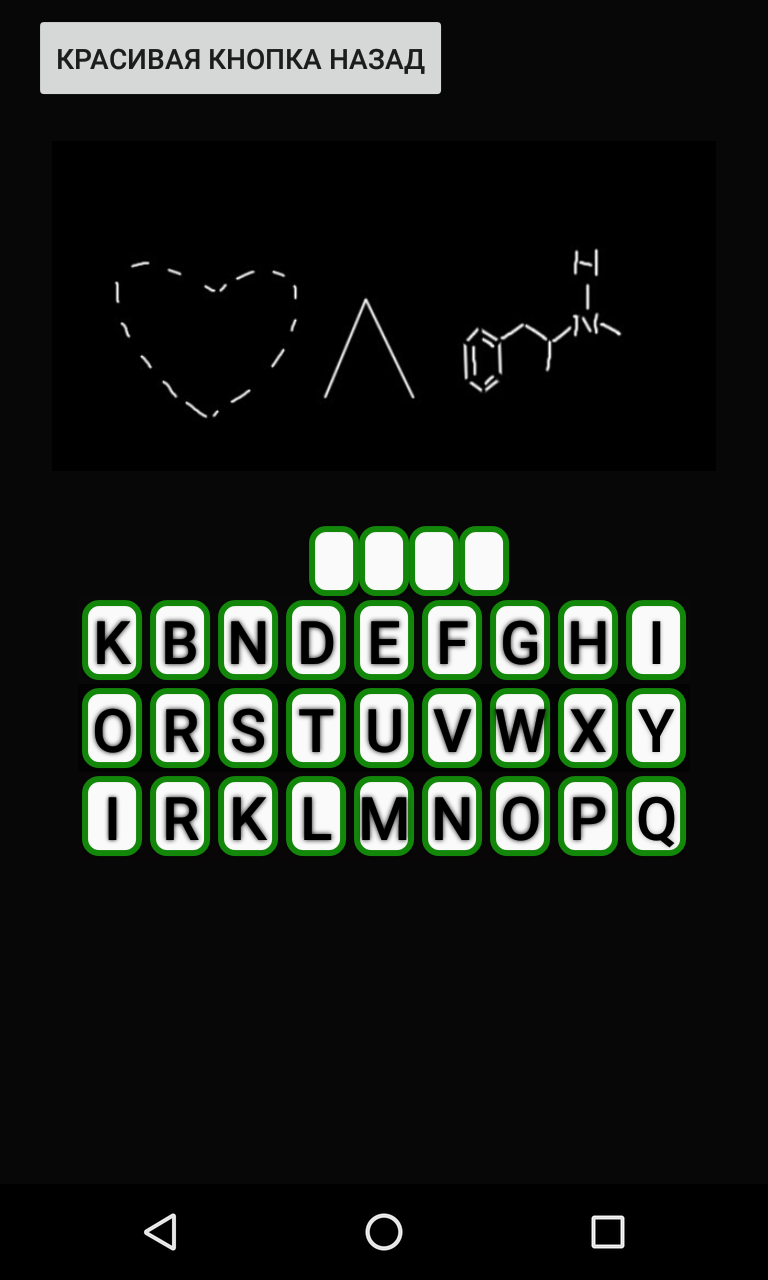 КРАСИВАЯ КНОПКА НАЗАД
H
N
K B N D E F G H I
O R S T U V W X Y
I R K L M N O P Q